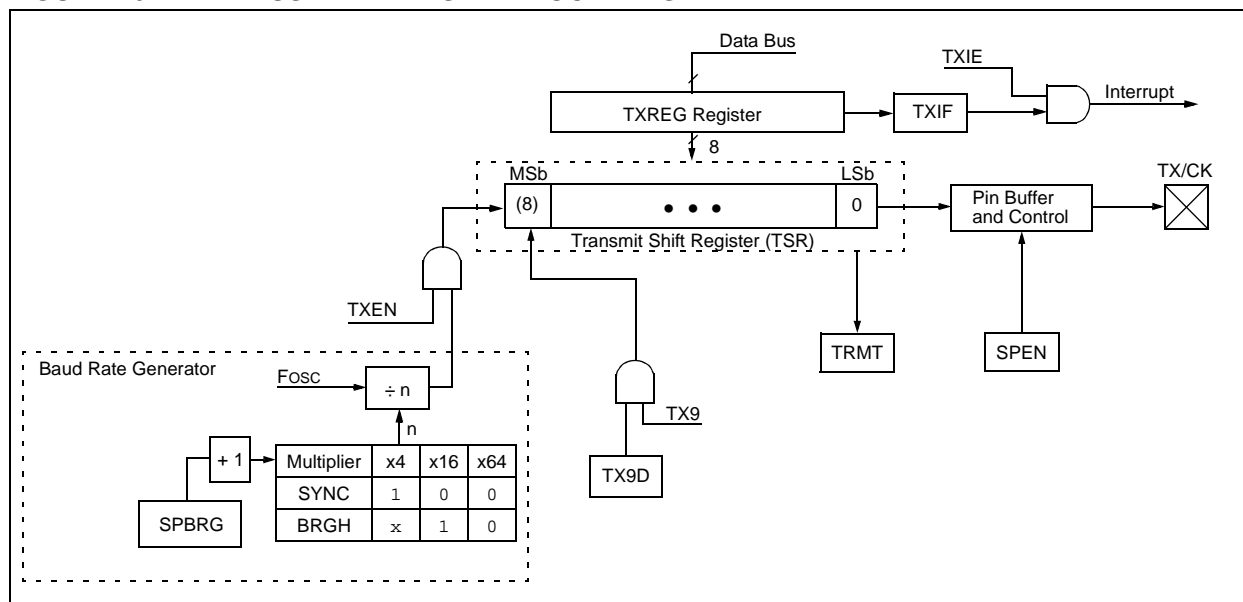 Data Bus
TXIE
Interrupt
TXREG Register
TXIF
8
MSb
LSb
TX/CK
(8)
• • •
0
Pin Buffer
and Control
Transmit Shift Register (TSR)
TXEN
TRMT
SPEN
Baud Rate Generator
FOSC
÷ n
TX9
n
+ 1
Multiplier x4 x16 x64
TX9D
SYNC 1 0 0
SPBRG
BRGH x 1 0